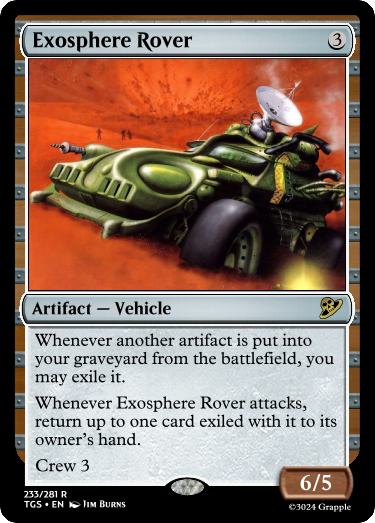 Exosphere Rover 3
Artifact — Vehicle
Whenever another artifact is put into
your graveyard from the battlefield, you
may exile it.
Whenever Exosphere Rover attacks,
return up to one card exiled with it to its
owner's hand.
Crew 3
6/5
233/281 R
TGS • EN Jim Burns
©3024 Grapple